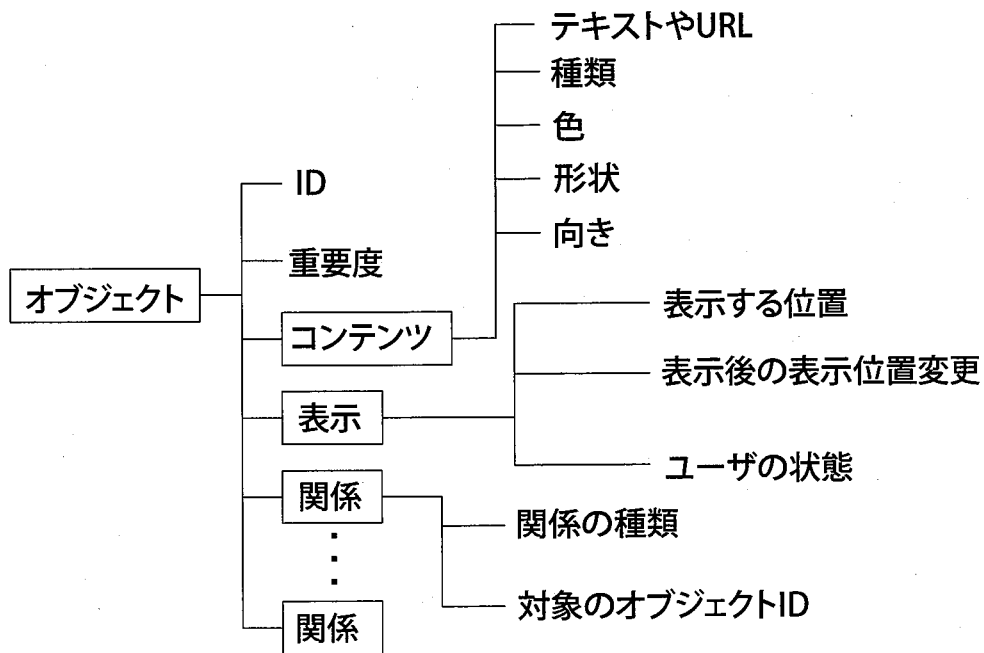 テキストやURL
種類
色
形状
向き
ID
重要度
オブジェクト
コンテンツ
表示する位置
表示後の表示位置変更
表示
ユーザの状態
関係
関係の種類
対象のオブジェクトID
関係